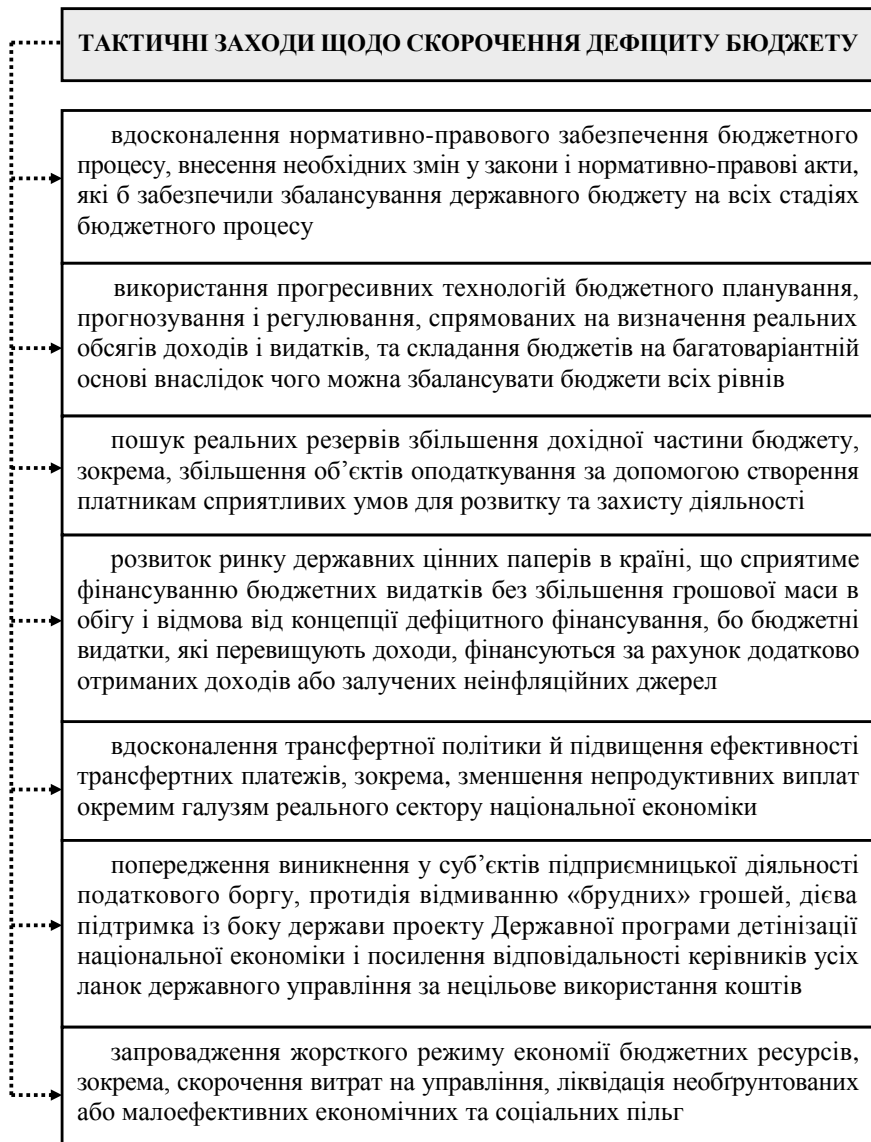 ТАКТИЧНІ ЗАХОДИ ЩОДО СКОРОЧЕННЯ ДЕФІЦИТУ БЮДЖЕТУ
вдосконалення нормативно-правового забезпечення бюджетного
процесу, внесення необхідних змін у закони і нормативно-правові акти,
які б забезпечили збалансування державного бюджету на всіх стадіях
бюджетного процесу
використання прогресивних технологій бюджетного планування,
прогнозування і регулювання, спрямованих на визначення реальних
обсягів доходів і видатків, та складання бюджетів на багатоваріантній
основі внаслідок чого можна збалансувати бюджети всіх рівнів
пошук реальних резервів збільшення дохідної частини бюджету,
зокрема, збільшення об’єктів оподаткування за допомогою створення
платникам сприятливих умов для розвитку та захисту діяльності
розвиток ринку державних цінних паперів в країні, що сприятиме
фінансуванню бюджетних видатків без збільшення грошової маси в
обігу і відмова від концепції дефіцитного фінансування, бо бюджетні
видатки, які перевищують доходи, фінансуються за рахунок додатково
отриманих доходів або залучених неінфляційних джерел
вдосконалення трансфертної політики й підвищення ефективності
трансфертних платежів, зокрема, зменшення непродуктивних виплат
окремим галузям реального сектору національної економіки
попередження виникнення у суб’єктів підприємницької діяльності
податкового боргу, протидія відмиванню «брудних» грошей, дієва
підтримка із боку держави проекту Державної програми детінізації
національної економіки і посилення відповідальності керівників усіх
ланок державного управління за нецільове використання коштів
запровадження жорсткого режиму економії бюджетних ресурсів,
зокрема, скорочення витрат на управління, ліквідація необґрунтованих
або малоефективних економічних та соціальних пільг